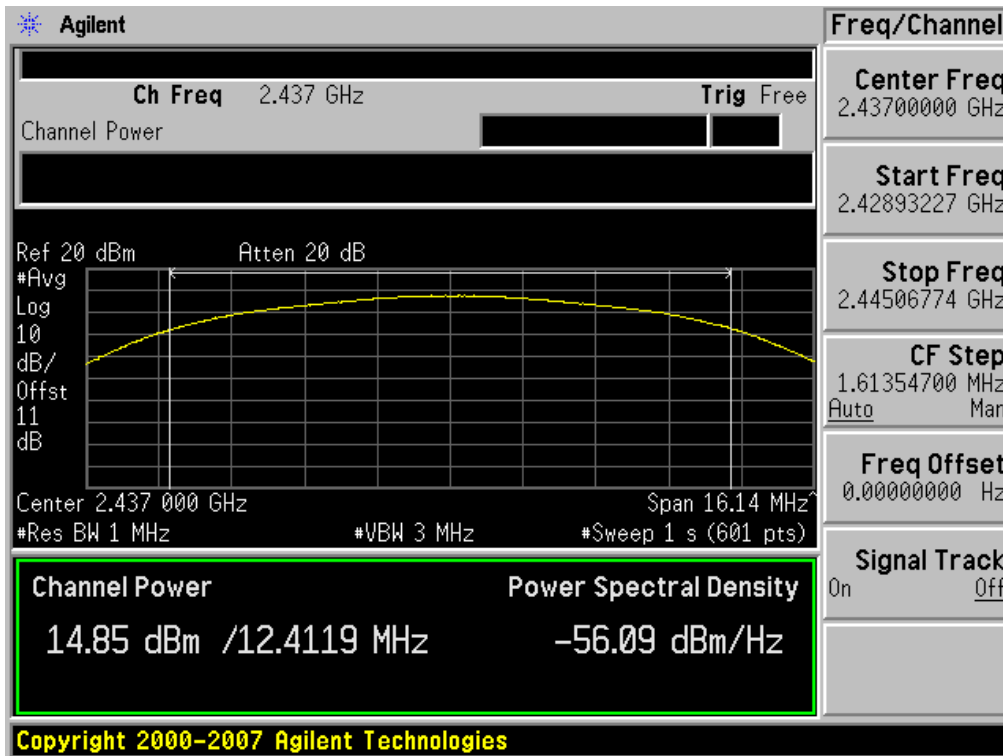 Agilent
Ch Freq 2.437 GHz Trig Free
Channel Power
Ref 20 dBm Atten 20 dB
#Avg
Log
10
dB/
Offst
11
dB
Center 2.437 000 GHz Span 16.14 MHz^
#Res BW 1 MHz #VBW 3 MHz #Sweep 1 s (601 pts)
Channel Power Power Spectral Density
14.85 dBm /12.4119 MHz -56.09 dBm/Hz
Copyright 2000-2007 Agilent Technologies
Freq/Channel
Center Freq
2.43700000 GHz
Start Freq
2.42893227 GHz
Stop Freq
2.44506774 GHz
CF Step
1.61354700 MHz
Auto Man
Freq Offset
0.00000000 Hz
Signal Track
On Off